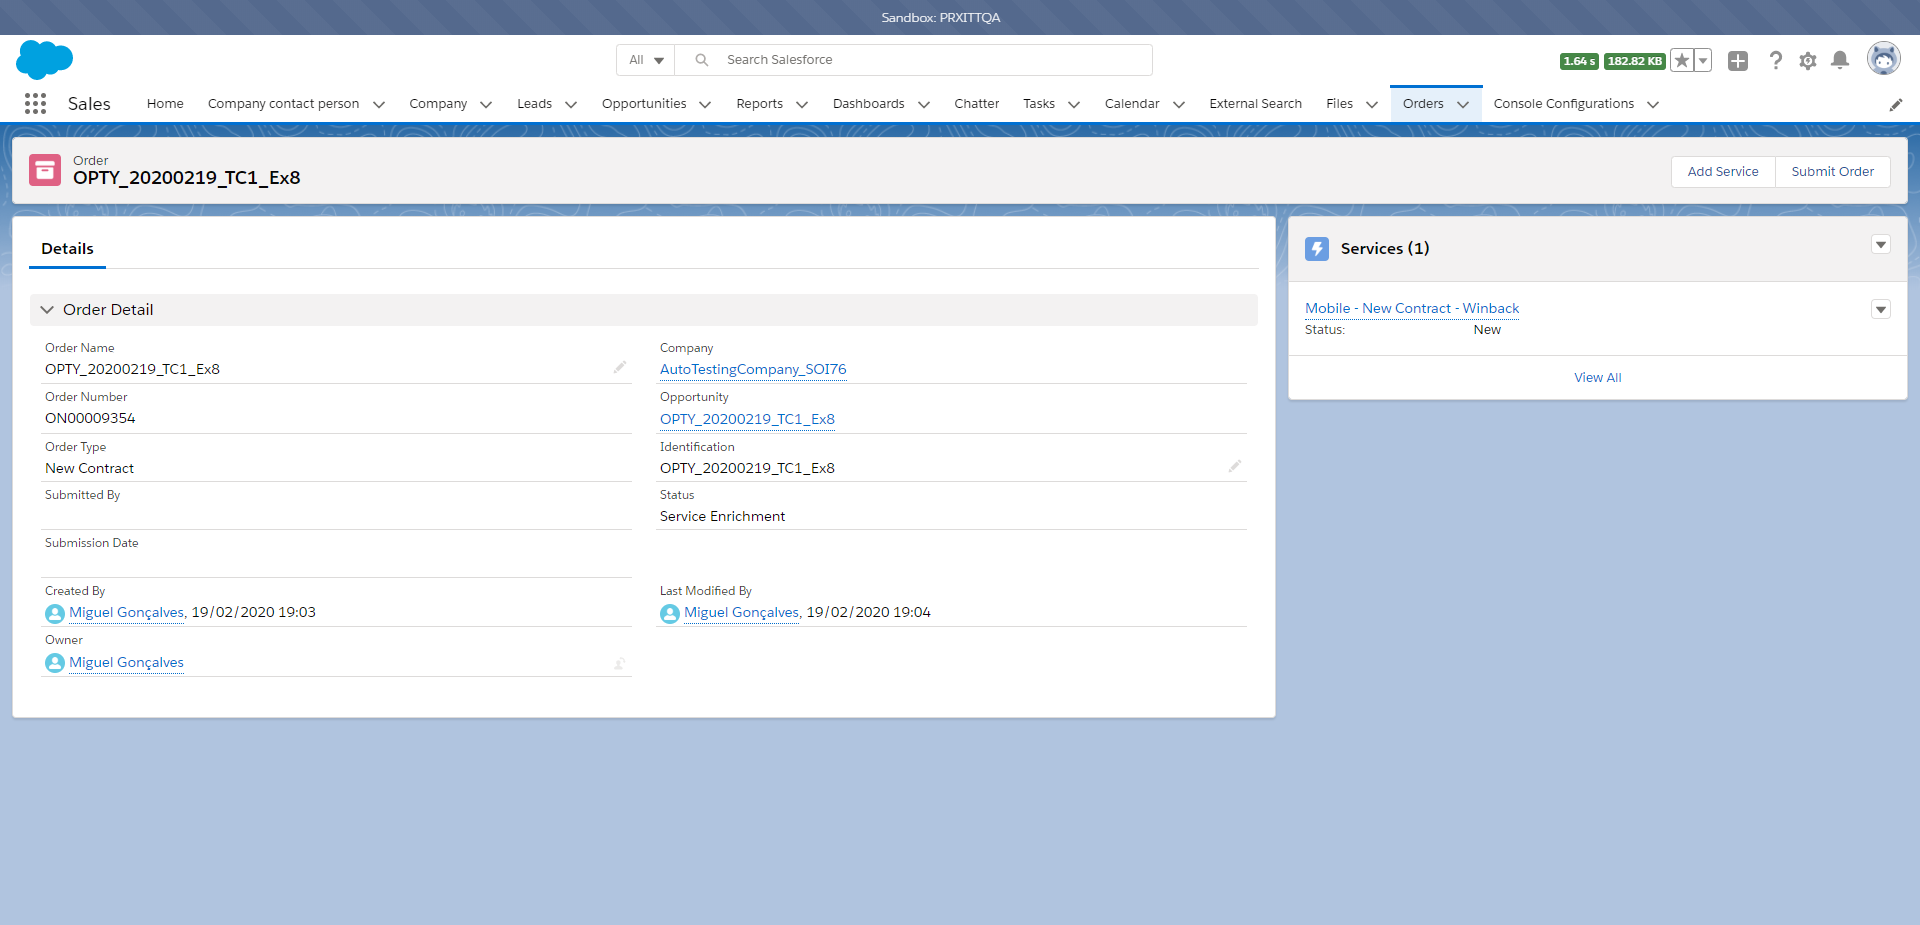 Sandbox: PRXITTQA
All
Search Salesforce
1.64 s
182.82 KB
Sales
Home
Company contact person
Company
Leads
Opportunities
Reports
Dashboards
Chatter
Tasks
Calendar
External Search
Files
Orders
Console Configurations
Order
OPTY_20200219_TC1_Ex8
Add Service
Submit Order
Details
Order Detail
Order Name
OPTY_20200219_TC1_Ex8
Company
AutoTestingCompany_SOI76
Order Number
ON00009354
Opportunity
OPTY_20200219_TC1_Ex8
Order Type
New Contract
Identification
OPTY_20200219_TC1_Ex8
Submitted By
Status
Service Enrichment
Submission Date
Created By
Miguel Gonçalves, 19/02/2020 19:03
Last Modified By
Miguel Gonçalves, 19/02/2020 19:04
Owner
Miguel Gonçalves
Services (1)
Mobile - New Contract - Winback
Status: New
View All